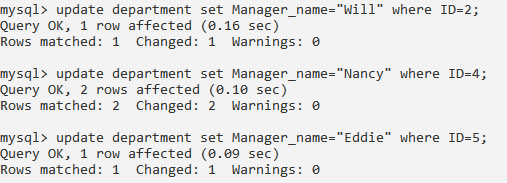 mysql> update department set Manager_name="Will" where ID=2;
Query OK, 1 row affected (0.16 sec)
Rows matched: 1  Changed: 1  Warnings: 0
mysql> update department set Manager_name="Nancy" where ID=4;
Query OK, 2 rows affected (0.10 sec)
Rows matched: 2  Changed: 2  Warnings: 0
mysql> update department set Manager_name="Eddie" where ID=5;
Query OK, 1 row affected (0.09 sec)
Rows matched: 1  Changed: 1  Warnings: 0